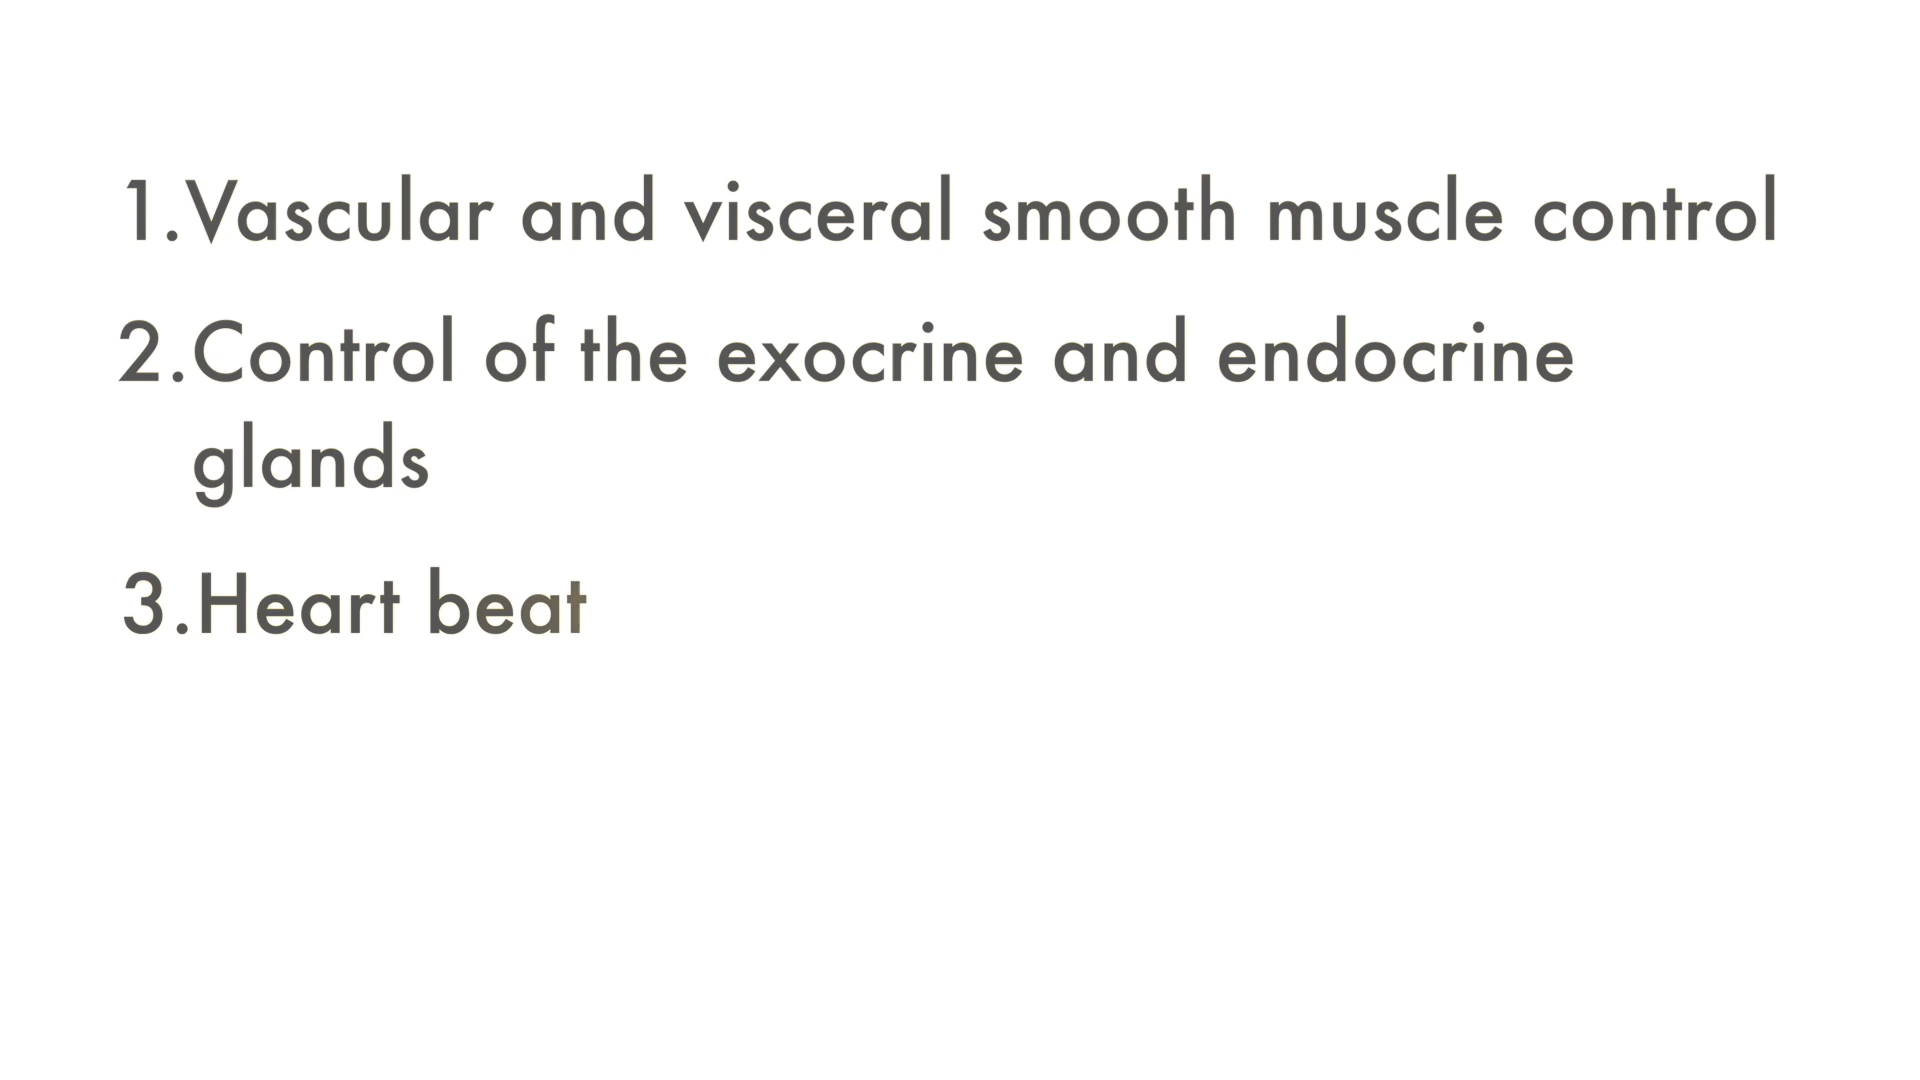 1.Vascular and visceral smooth muscle control
2.Control of the exocrine and endocrine
glands
3.Heart beat